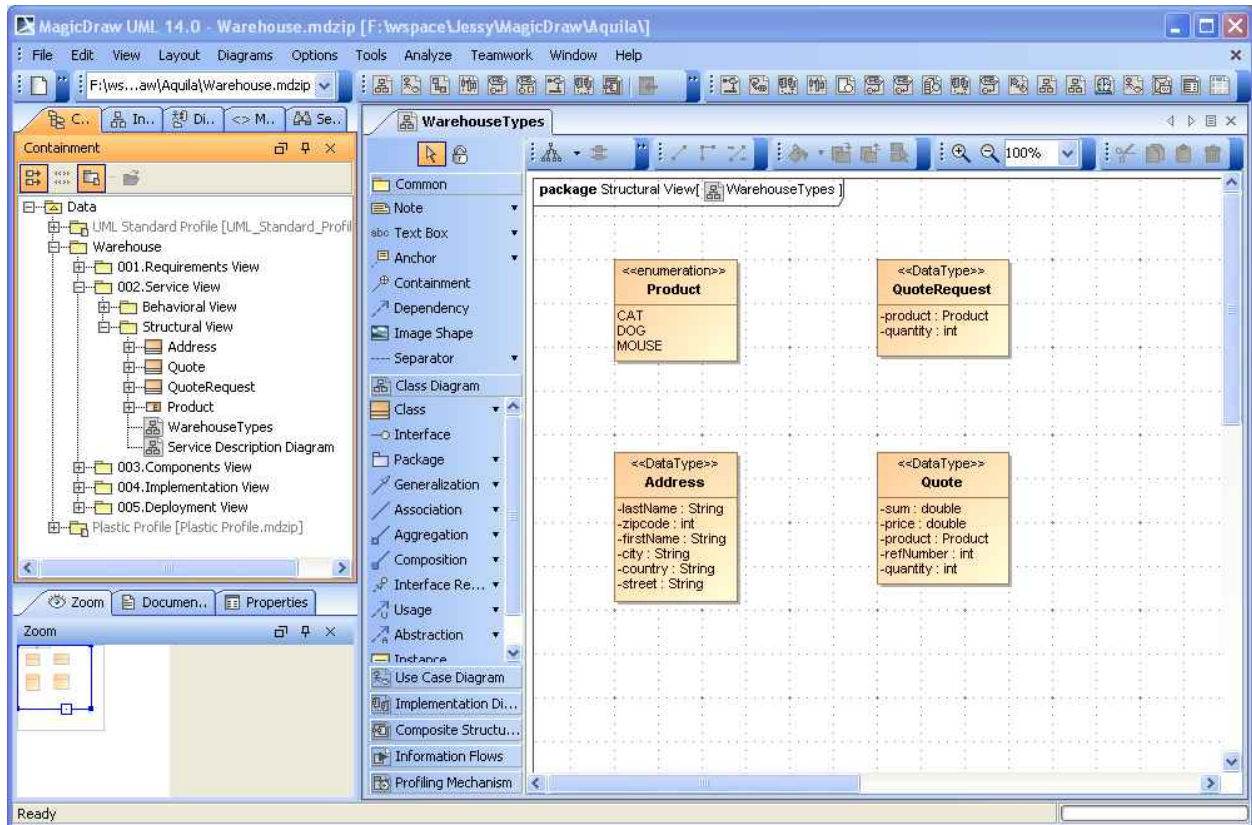 MagicDraw UML 14.0 - Warehouse.mdzip [F:\wspace\Jessy\MagicDraw\Aquila\]
File Edit View Layout Diagrams Options Tools Analyze Teamwork Window Help
F:\ws...aw\Aquila\Warehouse.mdzip
C.. In.. Di.. <> M.. Se..
Containment
Data
UML Standard Profile [UML_Standard_Profil
Warehouse
001.Requirements View
002.Service View
Behavioral View
Structural View
Address
Quote
QuoteRequest
Product
WarehouseTypes
Service Description Diagram
003.Components View
004.Implementation View
005.Deployment View
Plastic Profile [Plastic Profile.mdzip]
Zoom Documen.. Properties
Zoom
WarehouseTypes
100%
Common
Note
abc Text Box
Anchor
Containment
Dependency
Image Shape
Separator
Class Diagram
Class
Interface
Package
Generalization
Association
Aggregation
Composition
Interface Re...
Usage
Abstraction
Instance
Use Case Diagram
Implementation Di...
Composite Structu...
Information Flows
Profiling Mechanism
package Structural View[ WarehouseTypes ]
<<enumeration>>
Product
CAT
DOG
MOUSE
<<DataType>>
QuoteRequest
-product : Product
-quantity : int
<<DataType>>
Address
-lastName : String
-zipcode : int
-firstName : String
-city : String
-country : String
-street : String
<<DataType>>
Quote
-sum : double
-price : double
-product : Product
-refNumber : int
-quantity : int
Ready